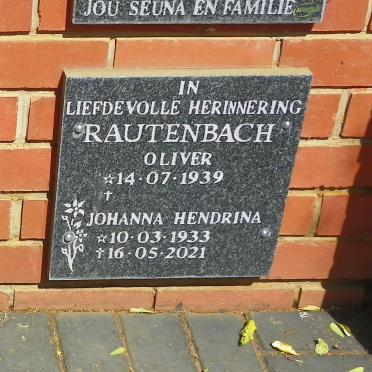 JOU SEUNA EN FAMILIE
IN
LIEFDEVOLLE HERINNERING
RAUTENBACH
OLIVER
☆14·07·1939
†
JOHANNA HENDRINA
☆10·03·1933
†16·05·2021